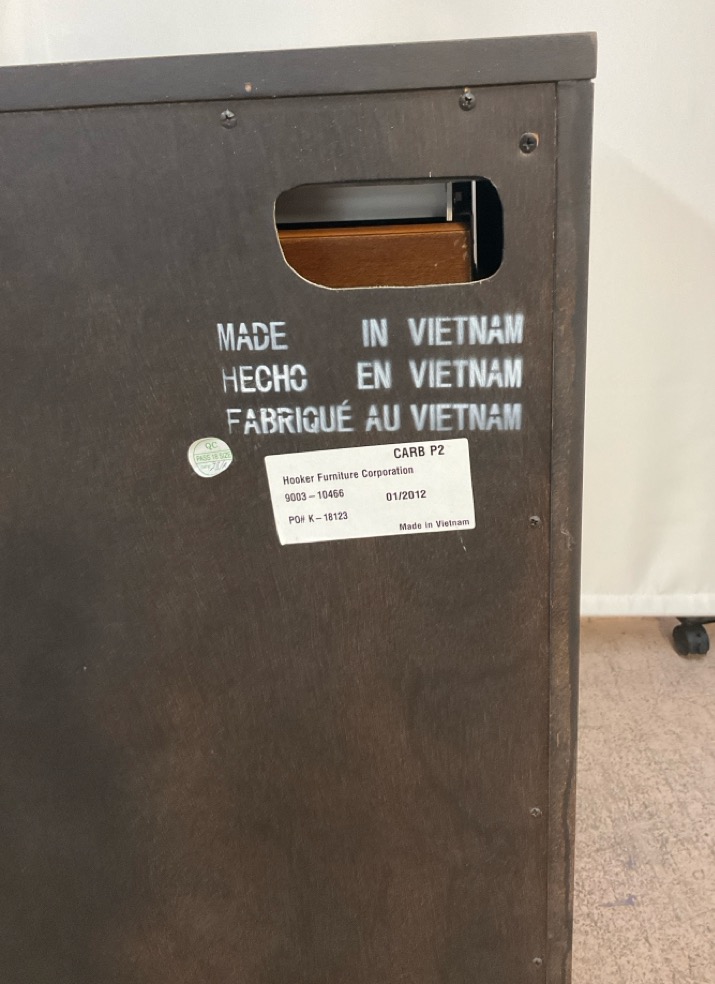 MADE IN VIETNAM
HECHO EN VIETNAM
FABRIQUÉ AU VIETNAM
QC
CARB P2
Hooker Furniture Corporation
9003-10466 01/2012
PO# K-18123
Made in Vietnam